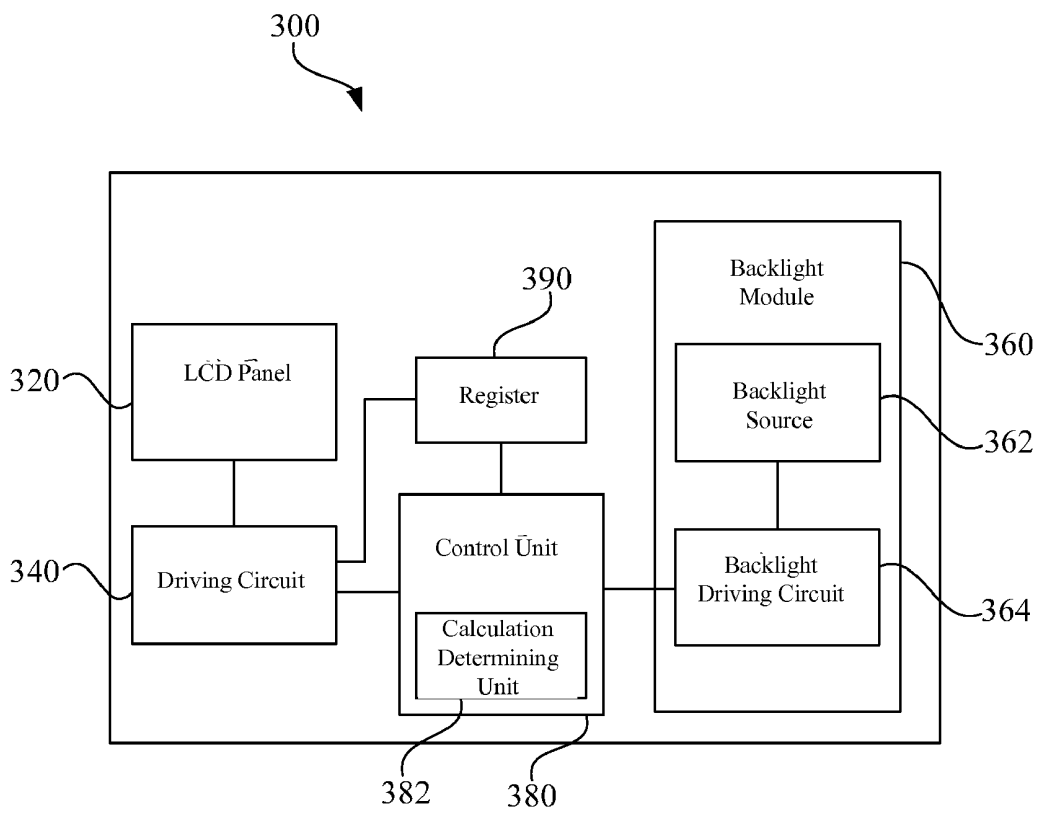 300
390
Backlight
Module
360
LCD Panel
320
Register
Backlight
Source
362
Control Unit
340
Driving Circuit
Backlight
Driving Circuit
364
Calculation
Determining
Unit
382
380